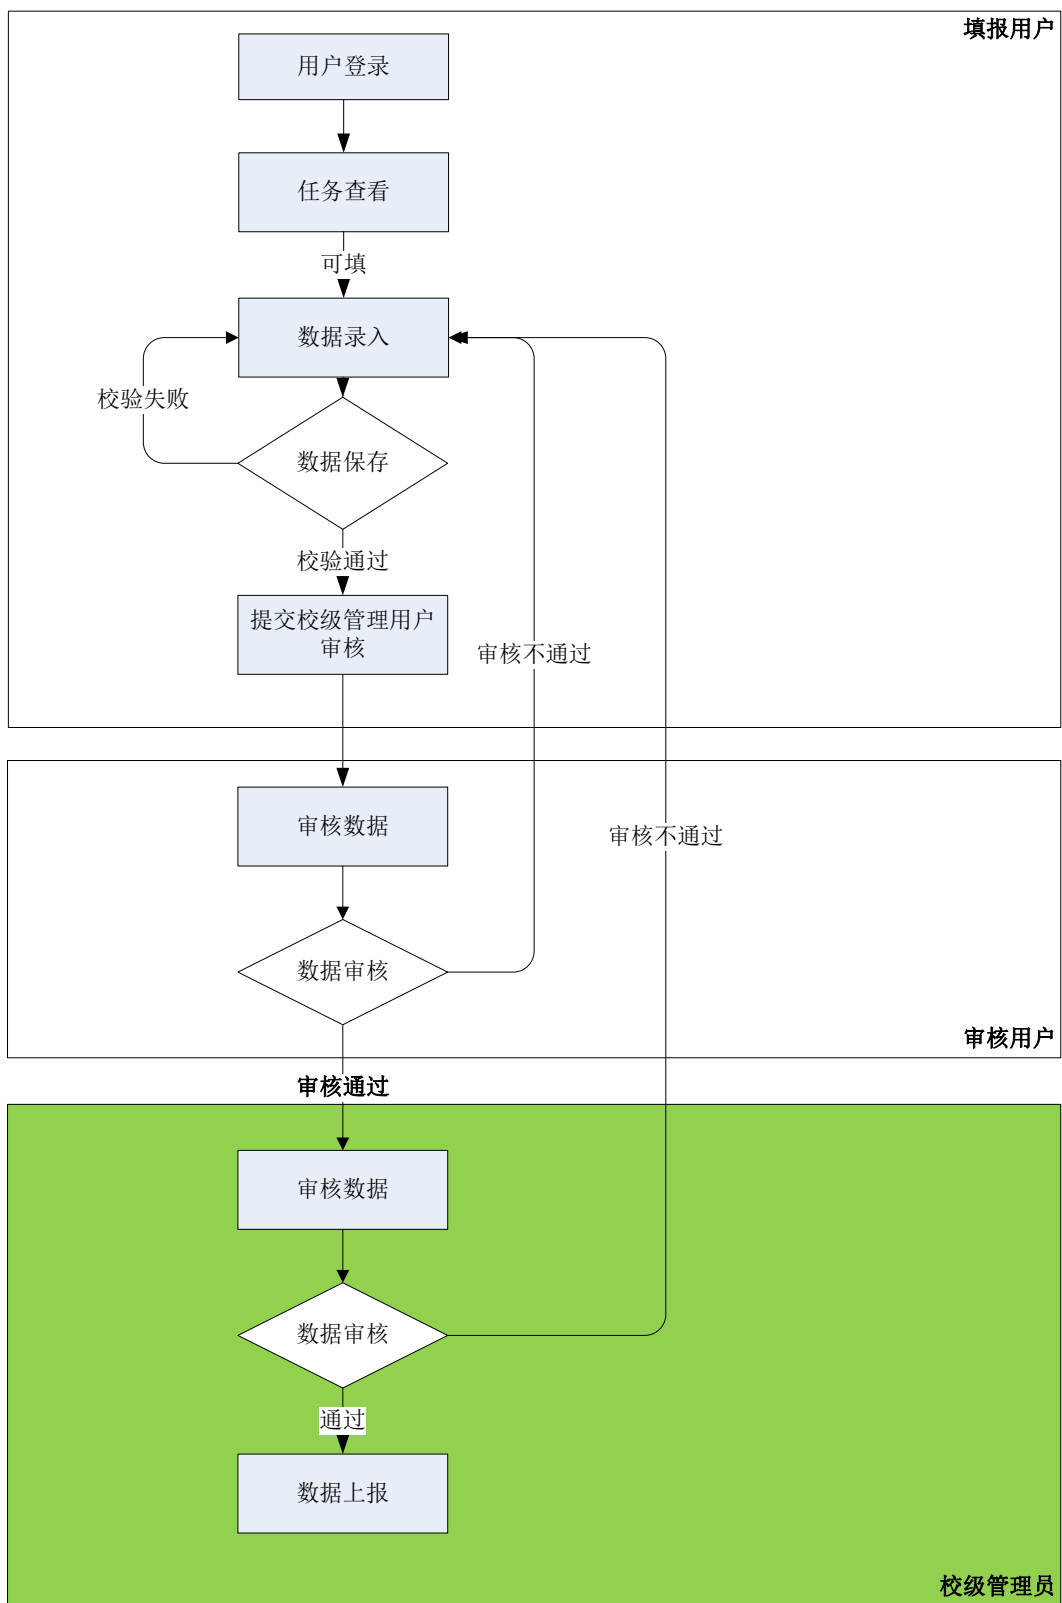 填报用户
用户登录
任务查看
可填
数据录入
校验失败
数据保存
校验通过
提交校级管理用户
审核
审核不通过
审核数据
审核不通过
数据审核
审核用户
审核通过
审核数据
数据审核
通过
数据上报
校级管理员